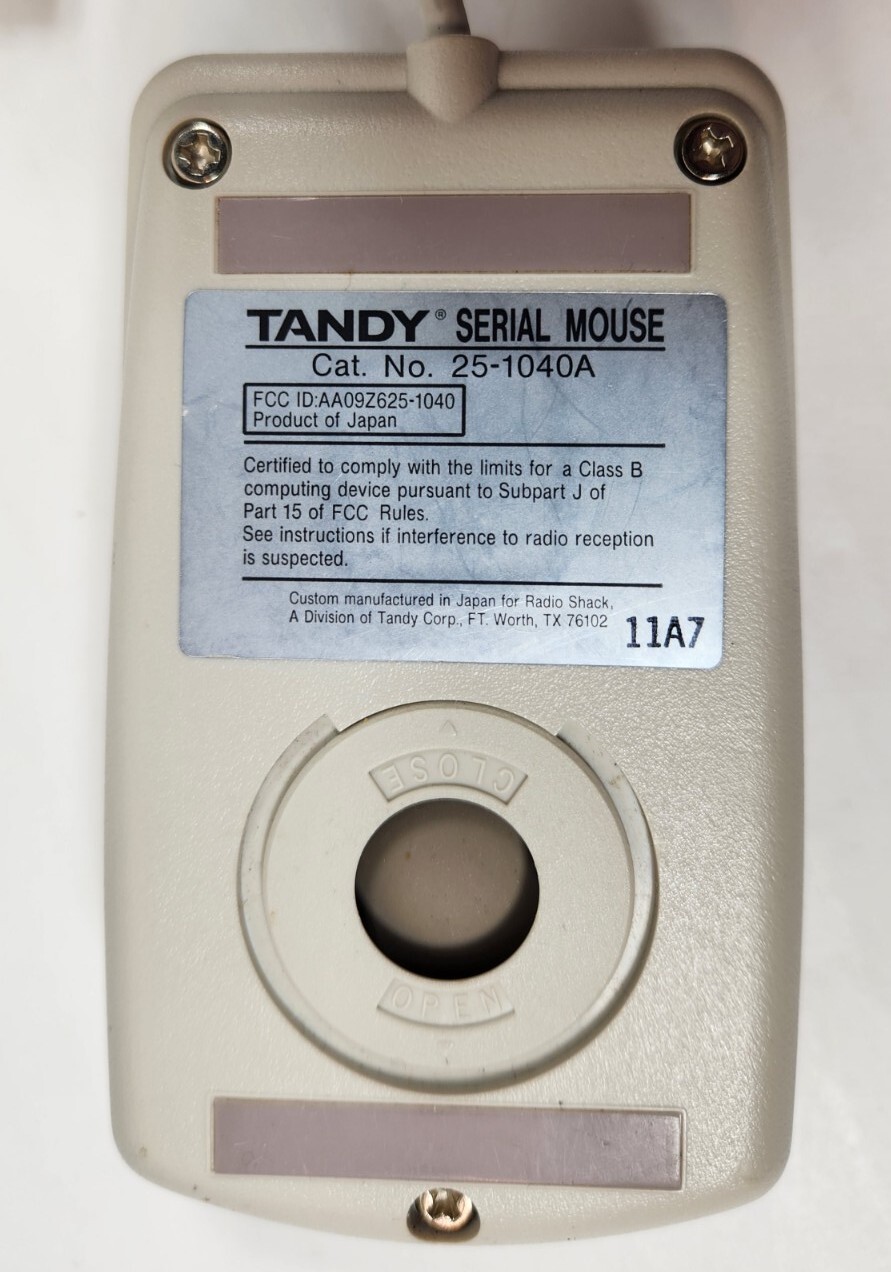 TANDY® SERIAL MOUSE
Cat. No. 25-1040A
FCC ID:AAO9Z625-1040
Product of Japan
Certified to comply with the limits for a Class B
computing device pursuant to Subpart J of
Part 15 of FCC Rules.
See instructions if interference to radio reception
is suspected.
Custom manufactured in Japan for Radio Shack,
A Division of Tandy Corp., FT. Worth, TX 76102
11A7
CLOSE
OPEN